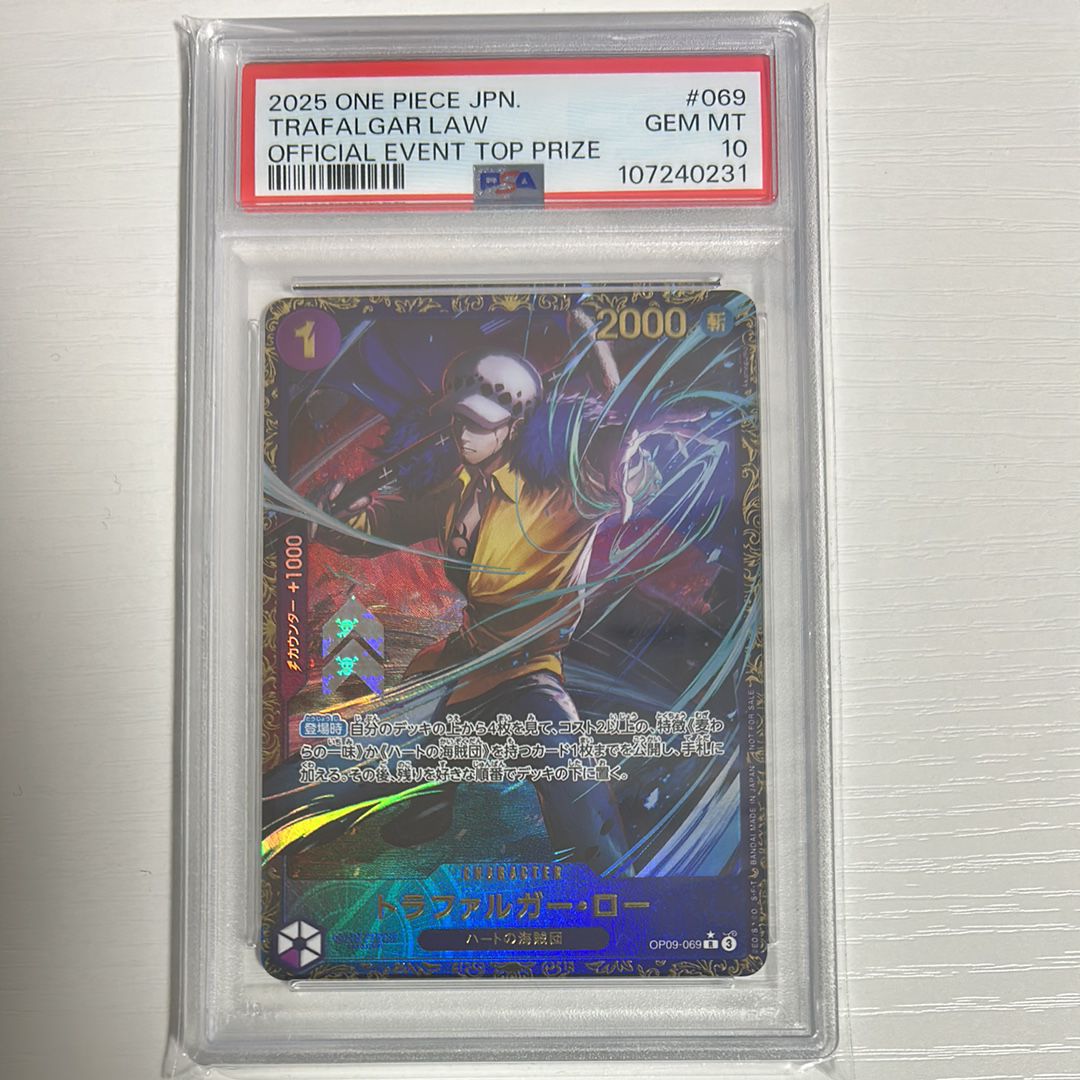 2025 ONE PIECE JPN. #069
TRAFALGAR LAW GEM MT
OFFICIAL EVENT TOP PRIZE 10
PSA 107240231
1
2000 斬
カウンター +1000
登場時 自分のデッキの上から4枚を見て、コスト2以上の、特徴《麦わ
らの一味》か《ハートの海賊団》を持つカード1枚までを公開し、手札に
加える。その後、残りを好きな順番でデッキの下に置く。
CHARACTER
トラファルガー・ロー
ハートの海賊団
OP09-069 R 3
BANDAI MADE IN JAPAN NOT FOR SALE